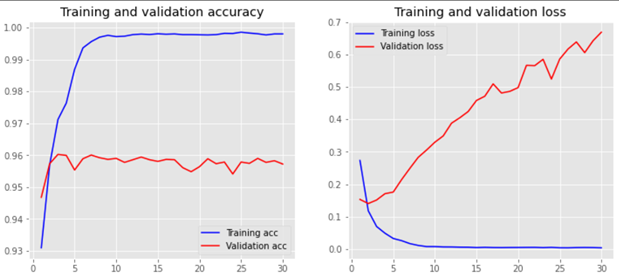 Training and validation accuracy
1.00
0.99
0.98
0.97
0.96
0.95
0.94
0.93
0 5 10 15 20 25 30
Training acc
Validation acc
Training and validation loss
0.7
0.6
0.5
0.4
0.3
0.2
0.1
0.0
0 5 10 15 20 25 30
Training loss
Validation loss